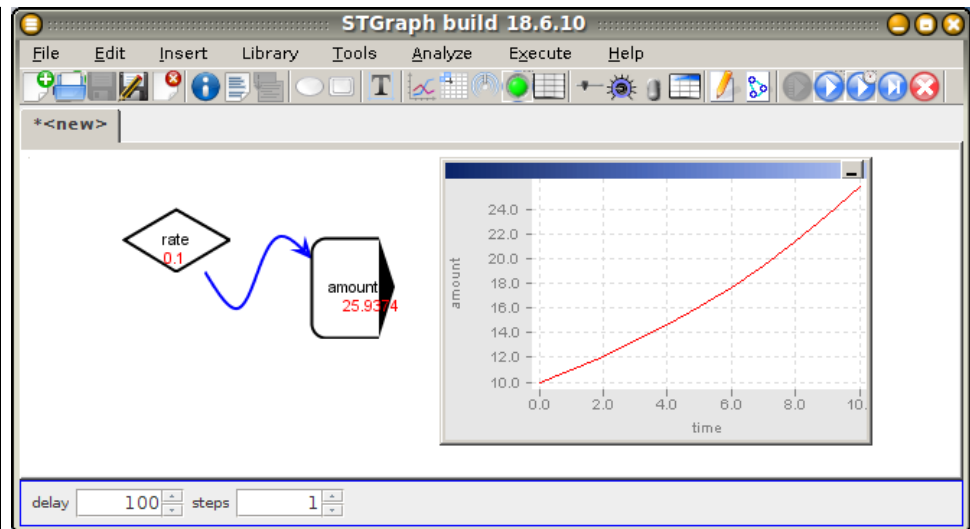 STGraph build 18.6.10
File Edit Insert Library Tools Analyze Execute Help
T
*<new>
rate
0.1
amount
25.9374
amount
24.0
22.0
20.0
18.0
16.0
14.0
12.0
10.0
0.0 2.0 4.0 6.0 8.0 10.
time
delay 100 steps 1